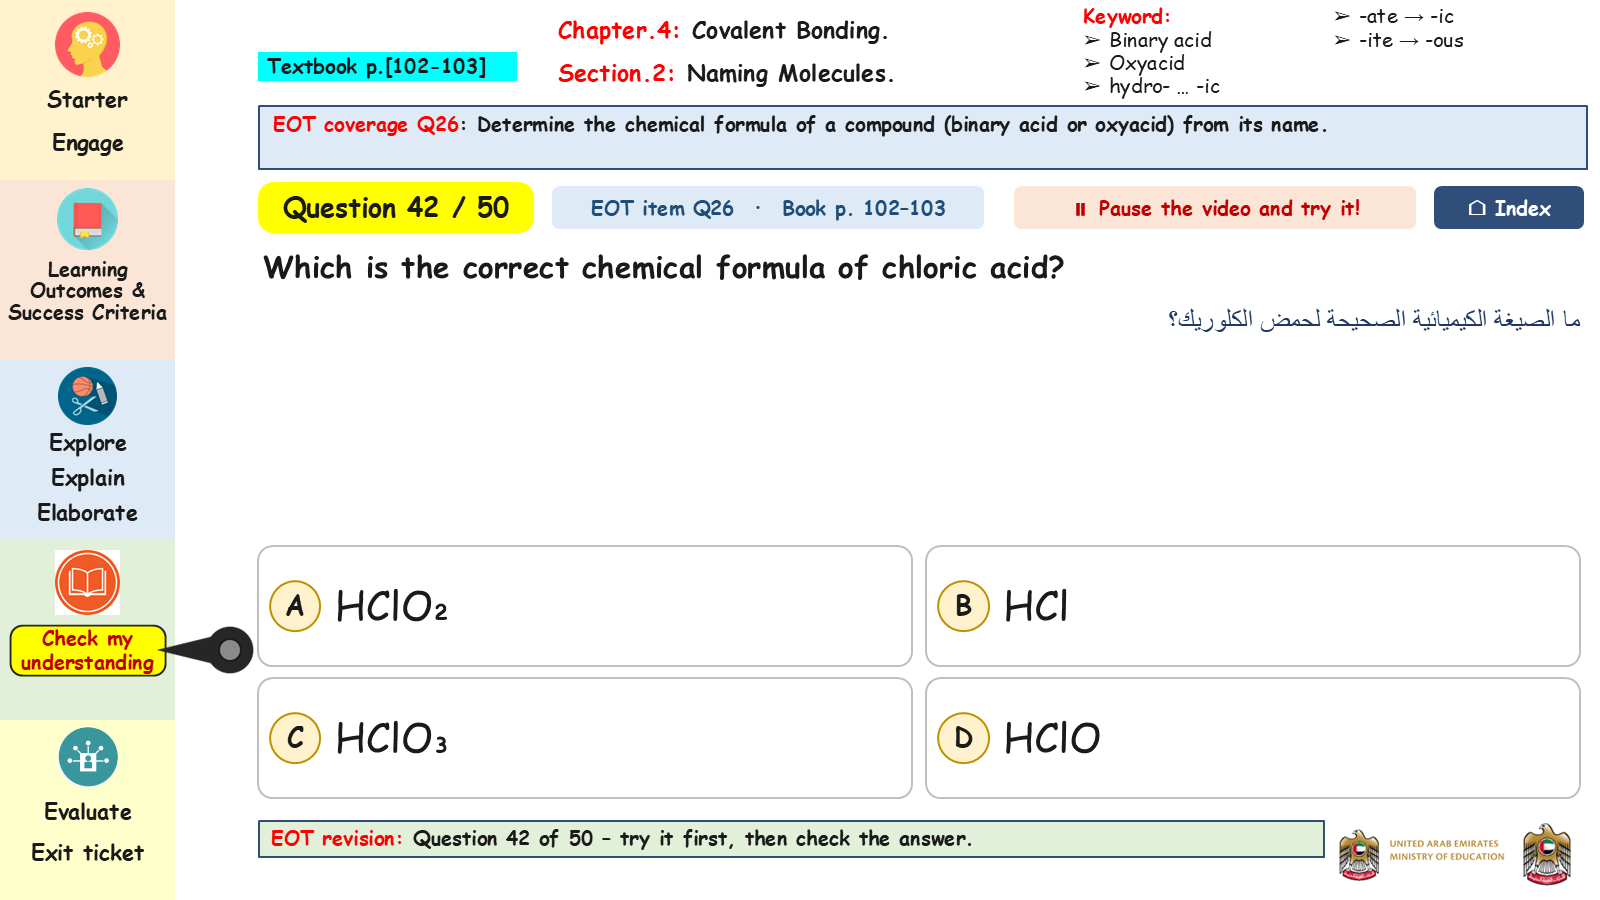 Starter
Engage
Learning
Outcomes &
Success Criteria
Explore
Explain
Elaborate
Check my
understanding
Evaluate
Exit ticket
Textbook p.[102-103]
Chapter.4: Covalent Bonding.
Section.2: Naming Molecules.
Keyword:
➢ Binary acid
➢ Oxyacid
➢ hydro- … -ic
➢ -ate → -ic
➢ -ite → -ous
EOT coverage Q26: Determine the chemical formula of a compound (binary acid or oxyacid) from its name.
Question 42 / 50
EOT item Q26 · Book p. 102–103
⏸ Pause the video and try it!
⌂ Index
Which is the correct chemical formula of chloric acid?
ما الصيغة الكيميائية الصحيحة لحمض الكلوريك؟
A HClO₂
B HCl
C HClO₃
D HClO
EOT revision: Question 42 of 50 – try it first, then check the answer.
UNITED ARAB EMIRATES
MINISTRY OF EDUCATION